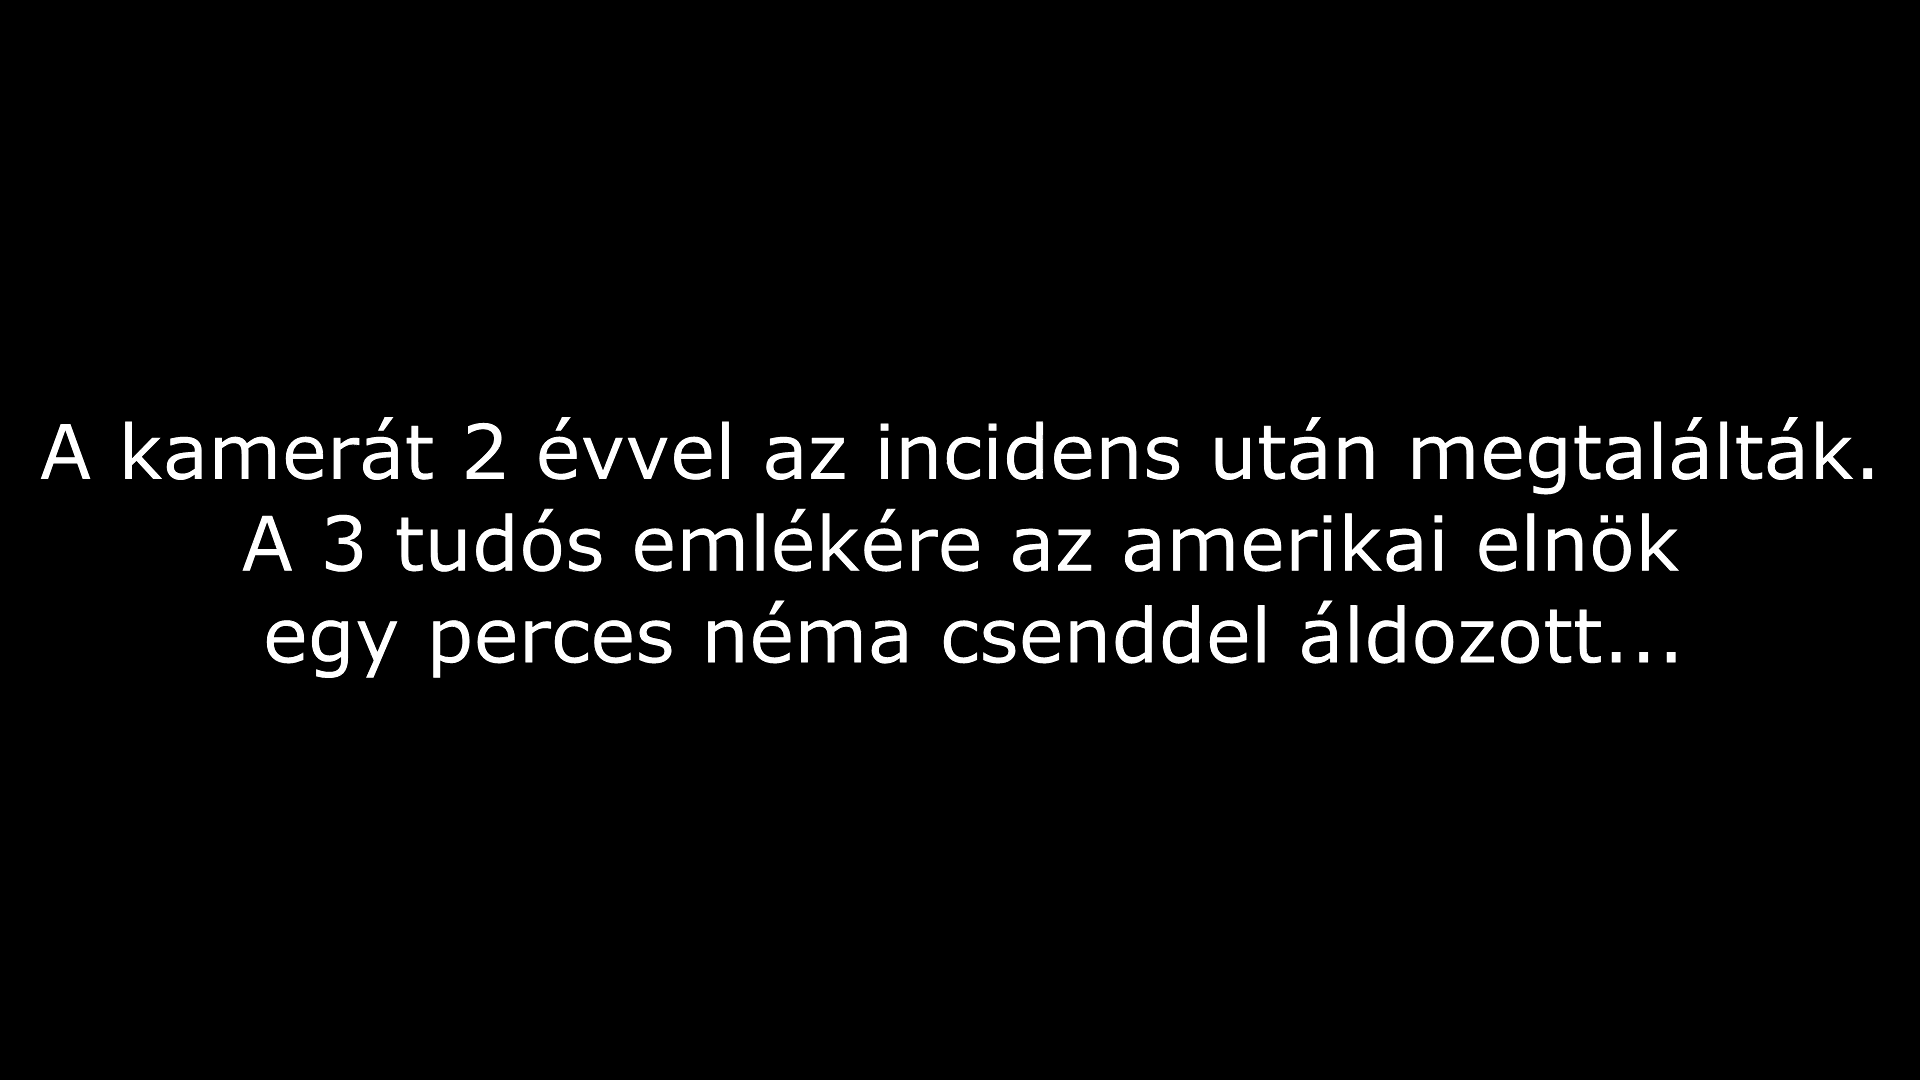 A kamerát 2 évvel az incidens után megtalálták.
A 3 tudós emlékére az amerikai elnök
egy perces néma csenddel áldozott...